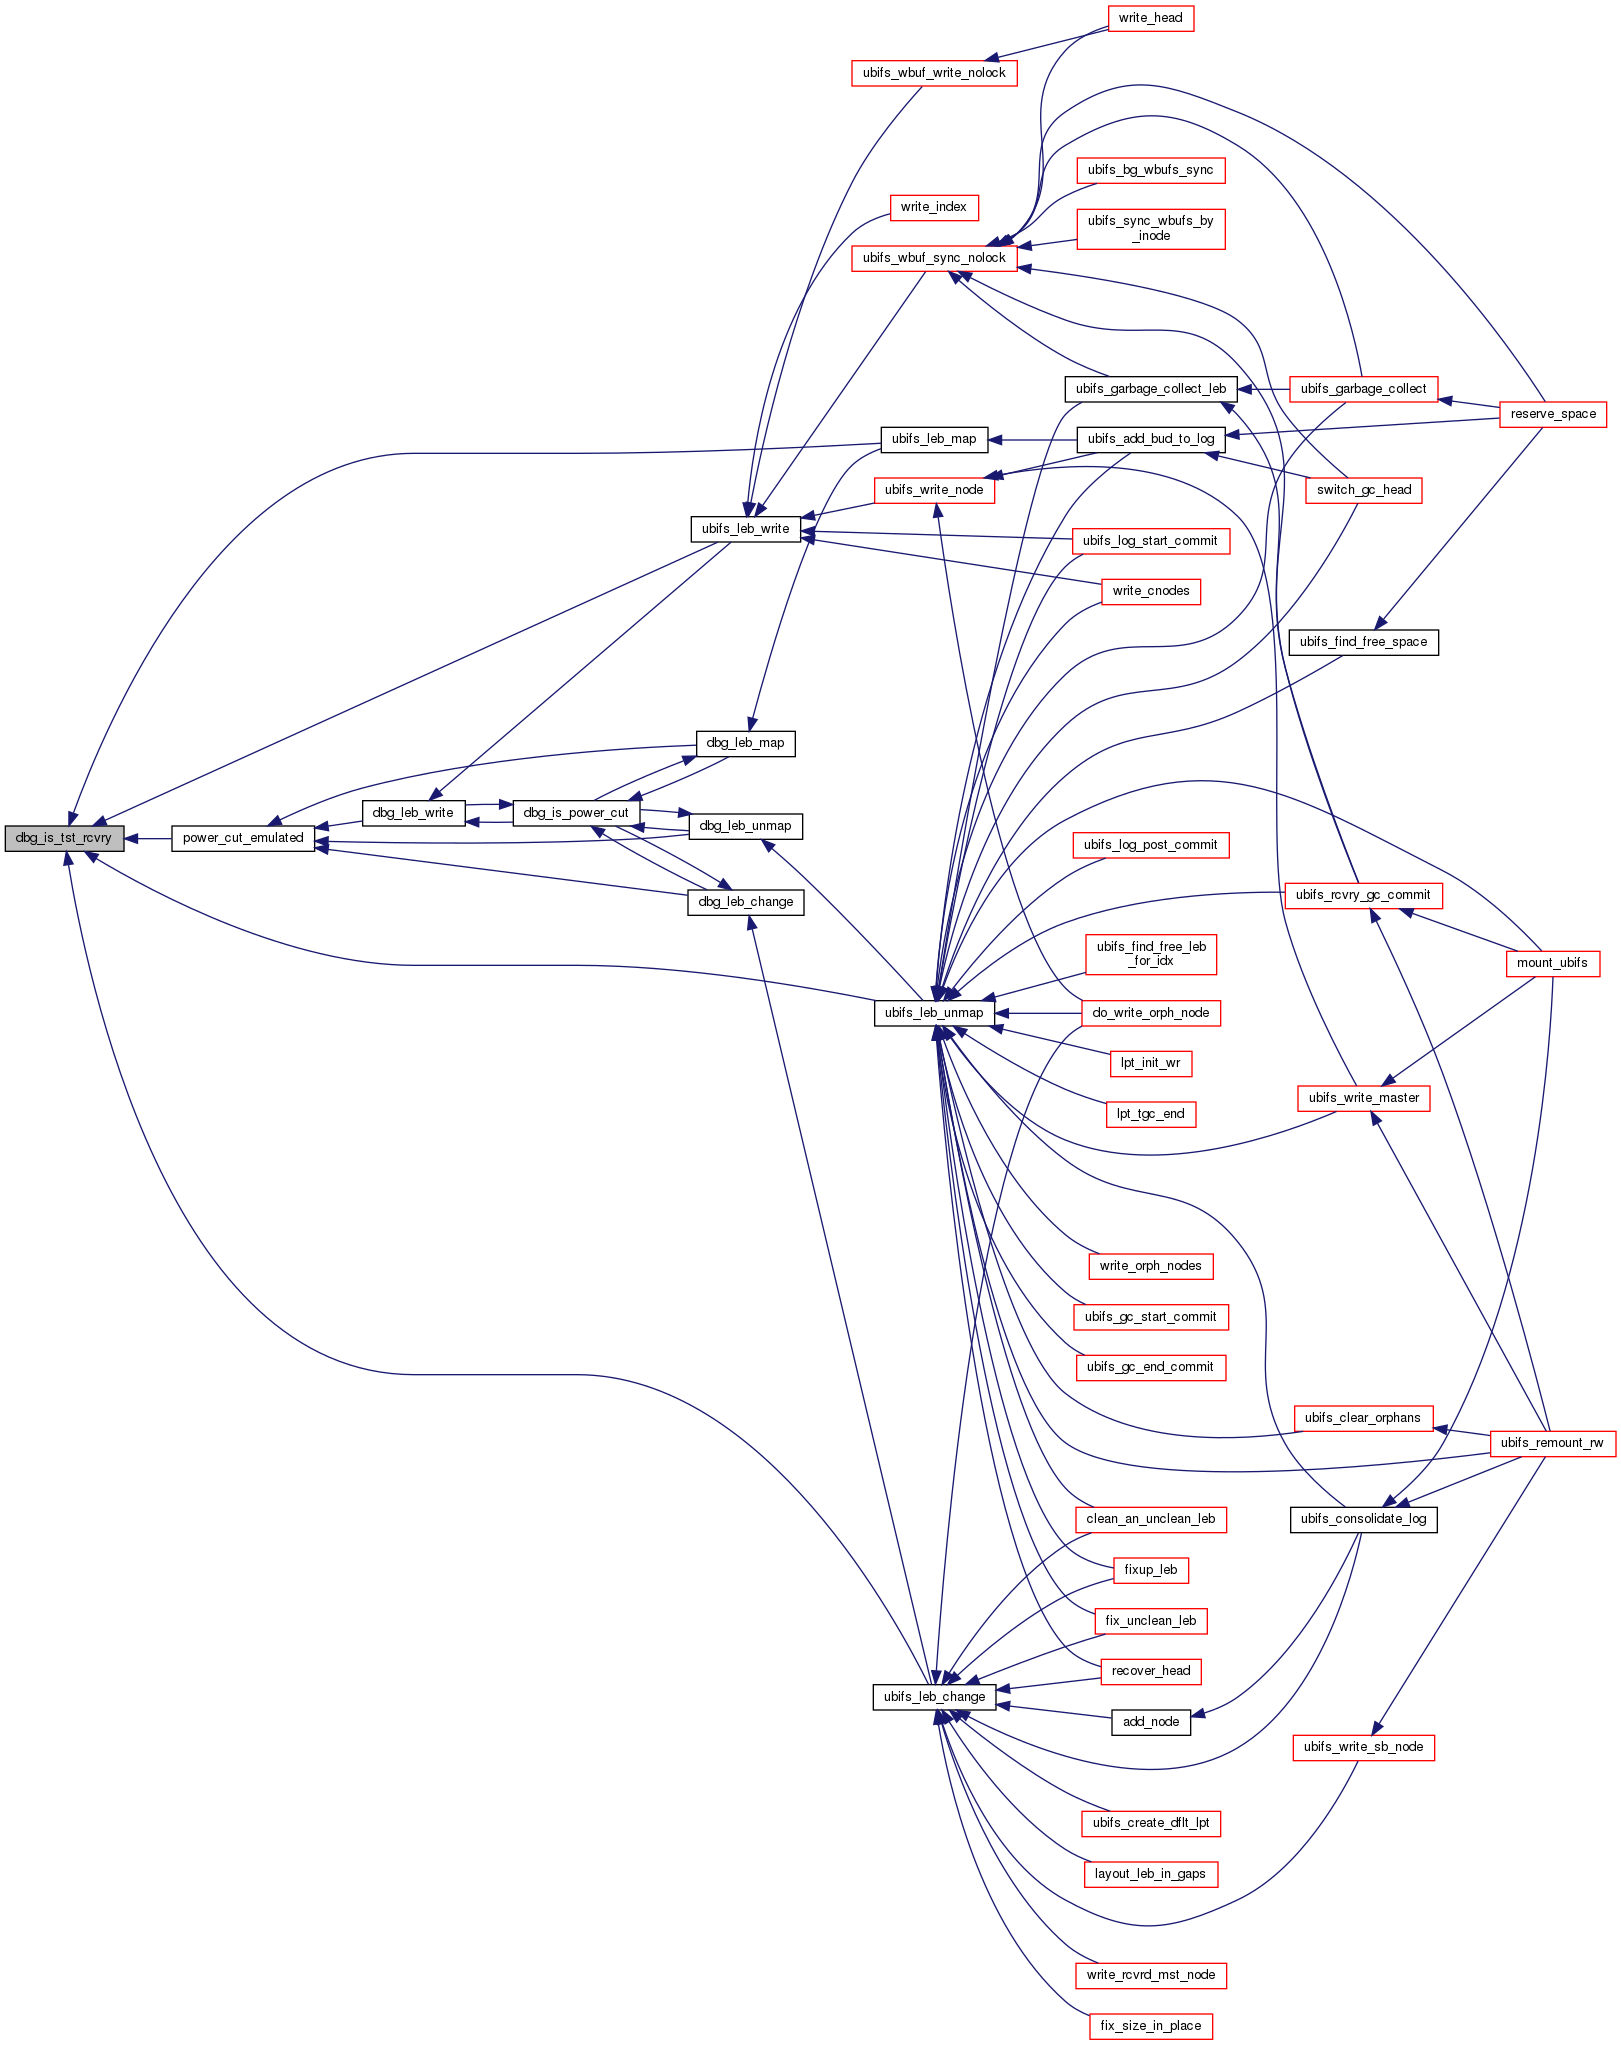 write_head
ubifs_wbuf_write_nolock
ubifs_bg_wbufs_sync
write_index
ubifs_sync_wbufs_by
_inode
ubifs_wbuf_sync_nolock
ubifs_garbage_collect_leb
ubifs_garbage_collect
reserve_space
ubifs_leb_map
ubifs_add_bud_to_log
ubifs_write_node
switch_gc_head
ubifs_leb_write
ubifs_log_start_commit
write_cnodes
ubifs_find_free_space
dbg_leb_map
dbg_leb_write
dbg_is_power_cut
dbg_leb_unmap
dbg_is_tst_rcvry
power_cut_emulated
ubifs_log_post_commit
dbg_leb_change
ubifs_rcvry_gc_commit
ubifs_find_free_leb
_for_idx
mount_ubifs
ubifs_leb_unmap
do_write_orph_node
lpt_init_wr
ubifs_write_master
lpt_tgc_end
write_orph_nodes
ubifs_gc_start_commit
ubifs_gc_end_commit
ubifs_clear_orphans
ubifs_remount_rw
clean_an_unclean_leb
ubifs_consolidate_log
fixup_leb
fix_unclean_leb
recover_head
ubifs_leb_change
add_node
ubifs_write_sb_node
ubifs_create_dflt_lpt
layout_leb_in_gaps
write_rcvrd_mst_node
fix_size_in_place